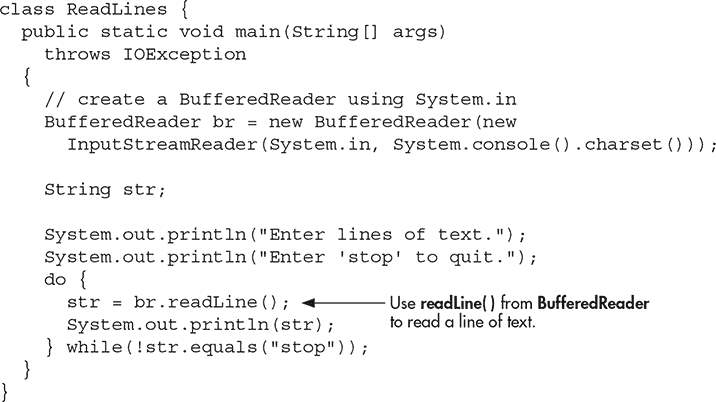 class ReadLines {
  public static void main(String[] args)
    throws IOException
  {
    // create a BufferedReader using System.in
    BufferedReader br = new BufferedReader(new
      InputStreamReader(System.in, System.console().charset()));

    String str;

    System.out.println("Enter lines of text.");
    System.out.println("Enter 'stop' to quit.");
    do {
      str = br.readLine(); Use readLine( ) from BufferedReader
      System.out.println(str); to read a line of text.
    } while(!str.equals("stop"));
  }
}